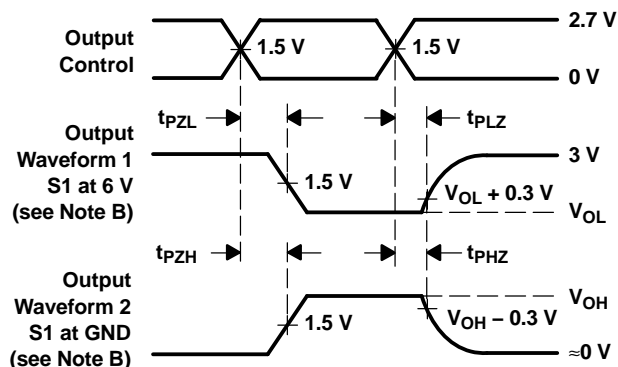 2.7 V
Output
Control
1.5 V
1.5 V
0 V
tPZL
tPLZ
Output
Waveform 1
S1 at 6 V
(see Note B)
3 V
1.5 V
VOL + 0.3 V
VOL
tPZH
tPHZ
Output
Waveform 2
S1 at GND
(see Note B)
VOH
1.5 V
VOH – 0.3 V
≈0 V